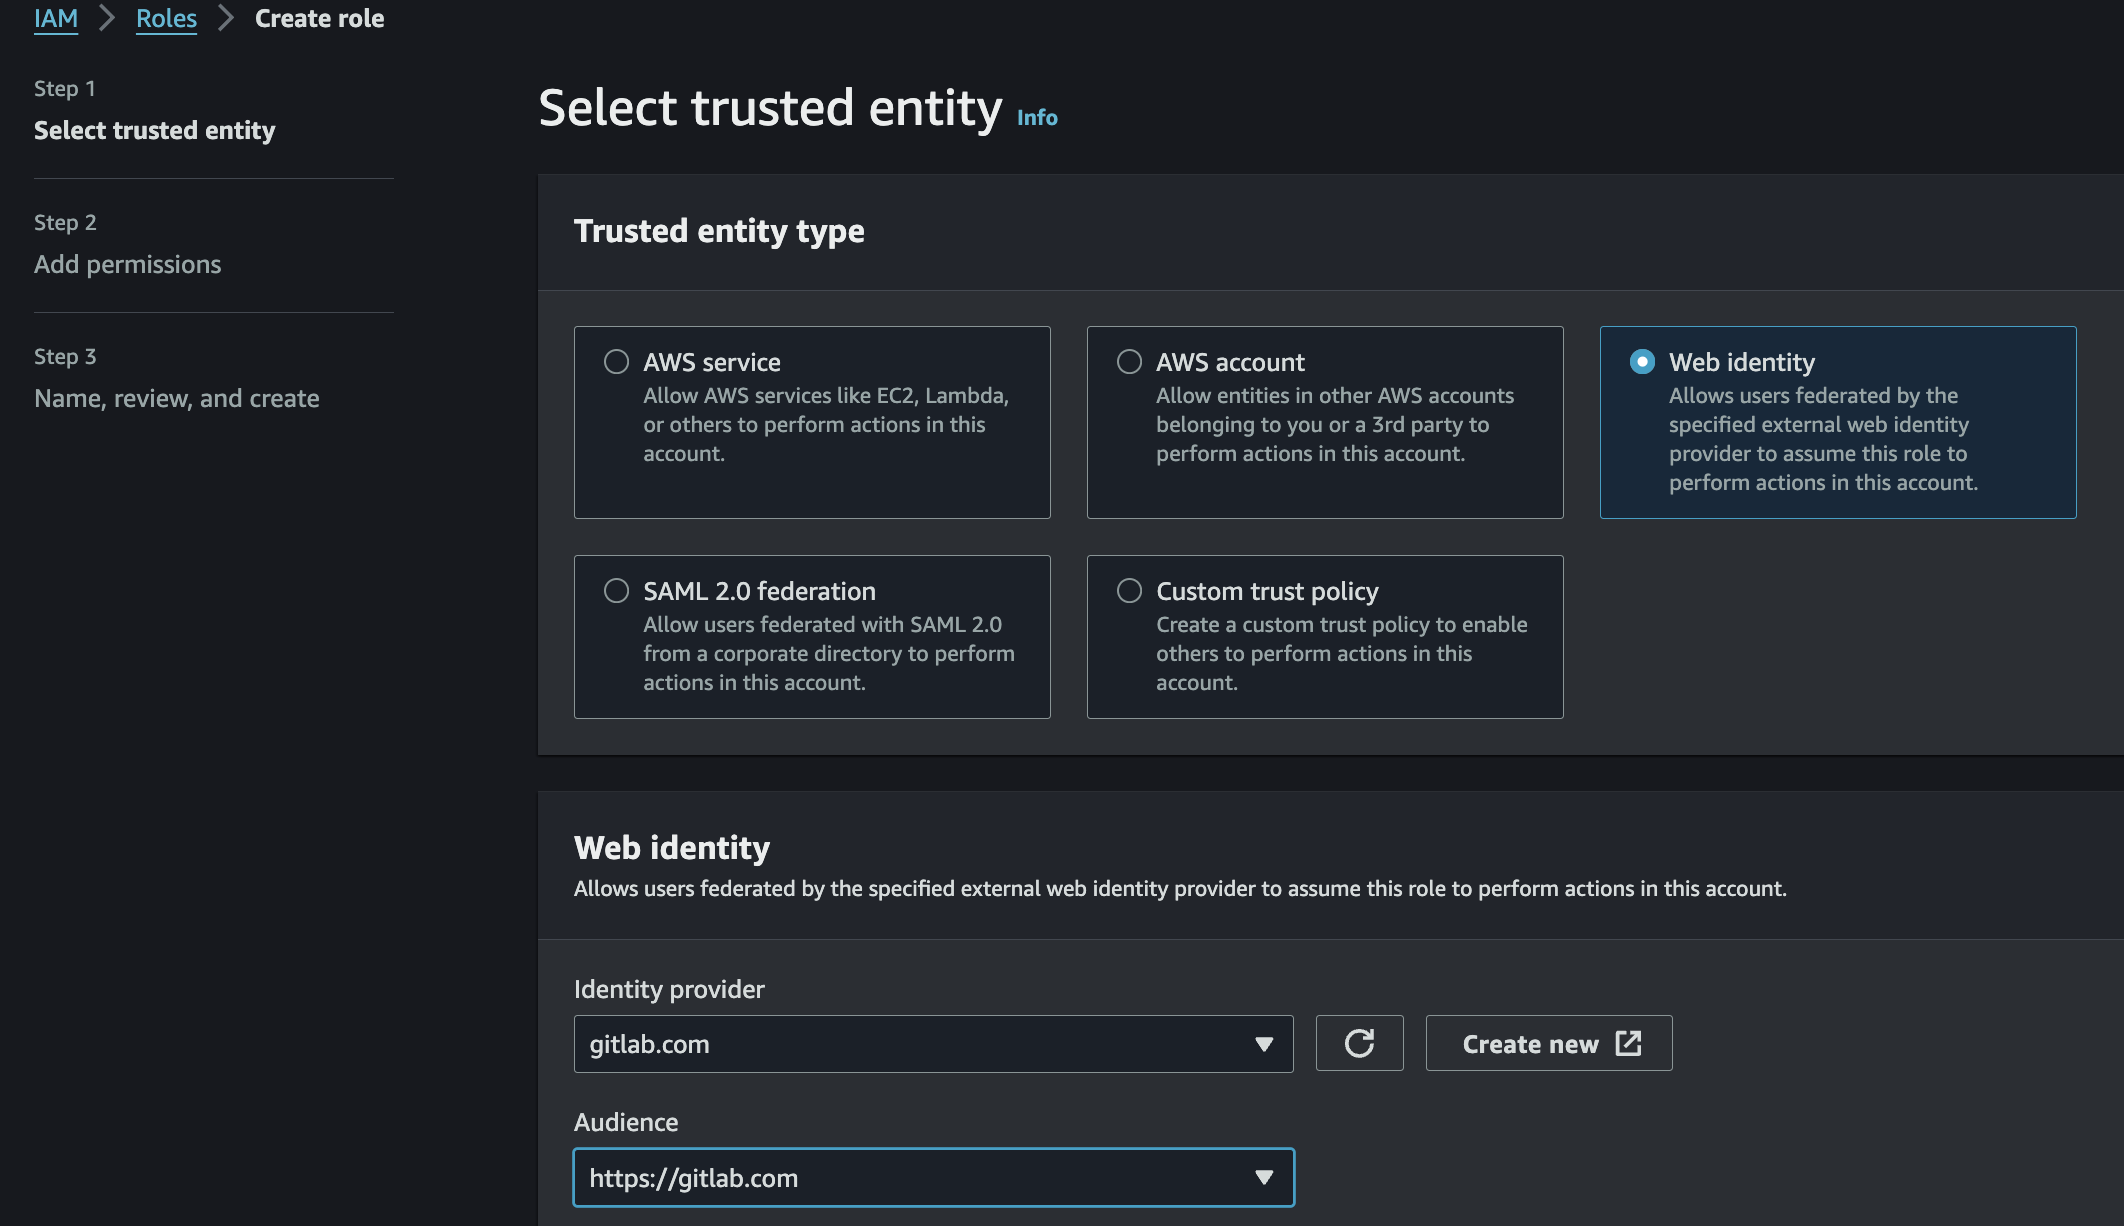 IAM > Roles > Create role
Step 1
Select trusted entity
Step 2
Add permissions
Step 3
Name, review, and create
Select trusted entity Info
Trusted entity type
AWS service
Allow AWS services like EC2, Lambda,
or others to perform actions in this
account.
AWS account
Allow entities in other AWS accounts
belonging to you or a 3rd party to
perform actions in this account.
Web identity
Allows users federated by the
specified external web identity
provider to assume this role to
perform actions in this account.
SAML 2.0 federation
Allow users federated with SAML 2.0
from a corporate directory to perform
actions in this account.
Custom trust policy
Create a custom trust policy to enable
others to perform actions in this
account.
Web identity
Allows users federated by the specified external web identity provider to assume this role to perform actions in this account.
Identity provider
gitlab.com
Create new
Audience
https://gitlab.com